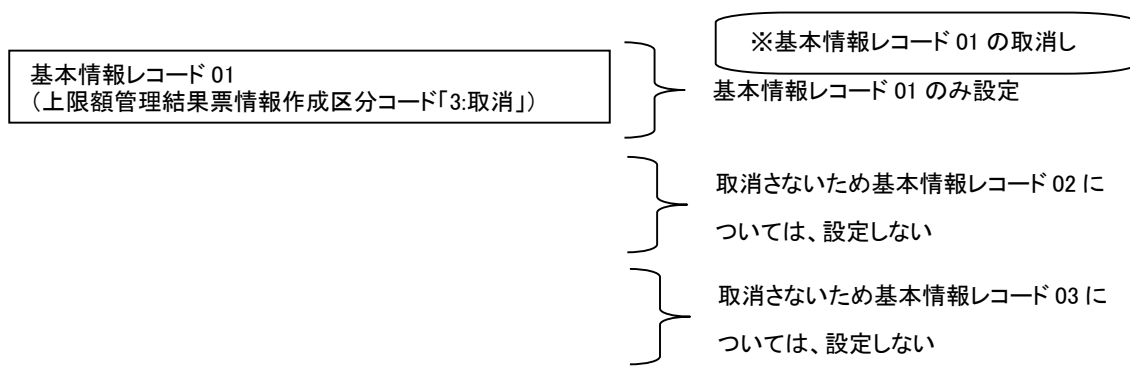 ※基本情報レコード 01 の取消し
基本情報レコード 01
（上限額管理結果票情報作成区分コード「3:取消」）
基本情報レコード 01 のみ設定
取消さないため基本情報レコード 02 に
ついては、設定しない
取消さないため基本情報レコード 03 に
ついては、設定しない